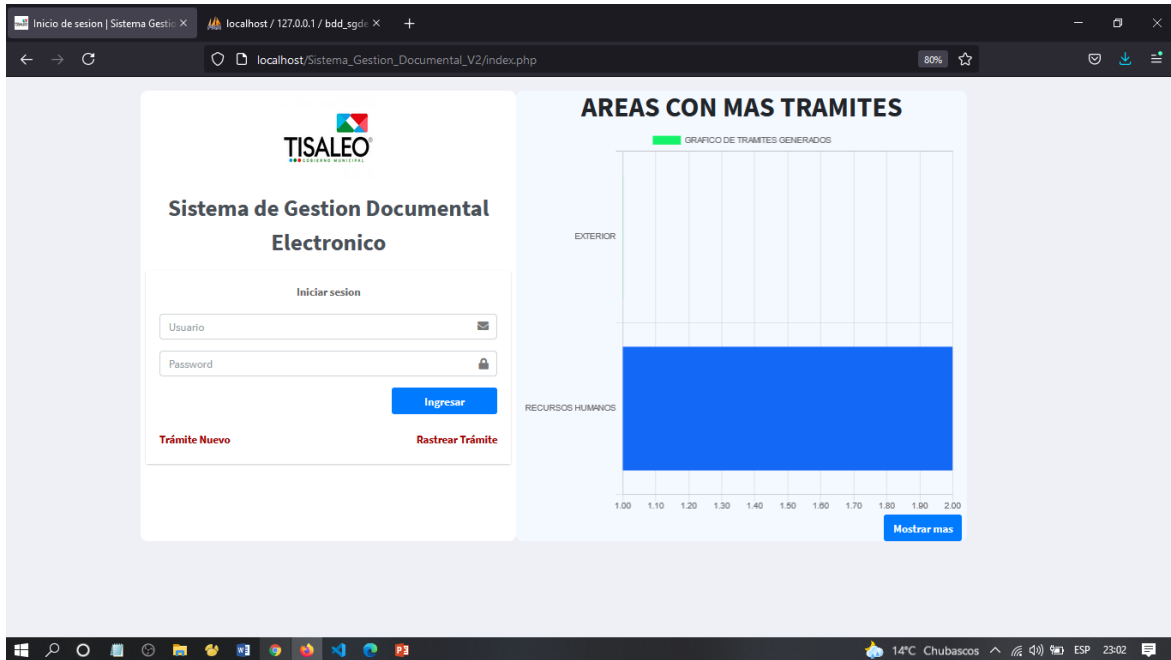 Inicio de sesion | Sistema Gestio
localhost / 127.0.0.1 / bdd_sgde
localhost/Sistema_Gestion_Documental_V2/index.php
80%
TISALEO
GOBIERNO MUNICIPAL
Sistema de Gestion Documental
Electronico
Iniciar sesion
Usuario
Password
Ingresar
Trámite Nuevo
Rastrear Trámite
AREAS CON MAS TRAMITES
GRAFICO DE TRAMITES GENERADOS
EXTERIOR
RECURSOS HUMANOS
1.00 1.10 1.20 1.30 1.40 1.50 1.60 1.70 1.80 1.90 2.00
Mostrar mas
14°C Chubascos
ESP
23:02